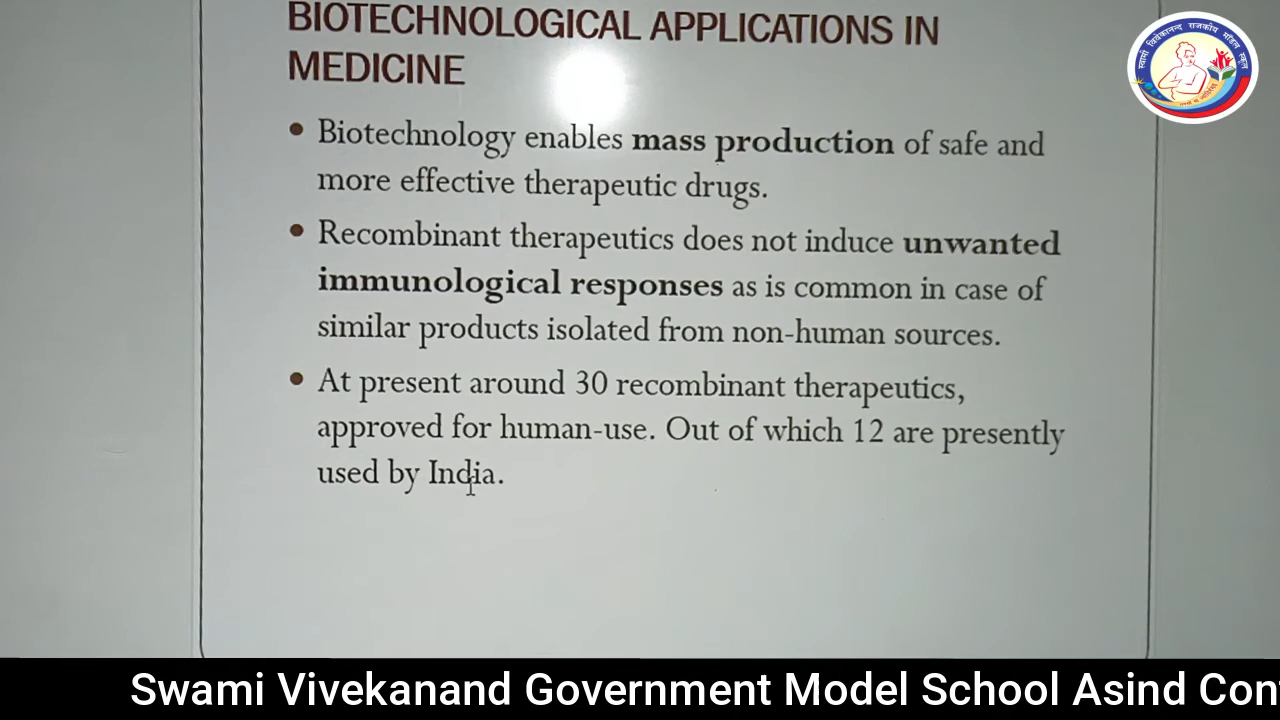 BIOTECHNOLOGICAL APPLICATIONS IN
MEDICINE
• Biotechnology enables mass production of safe and
more effective therapeutic drugs.
• Recombinant therapeutics does not induce unwanted
immunological responses as is common in case of
similar products isolated from non-human sources.
• At present around 30 recombinant therapeutics,
approved for human-use. Out of which 12 are presently
used by India.
स्वामी विवेकानन्द राजकीय मॉडल स्कूल
Swami Vivekanand Government Model School Asind